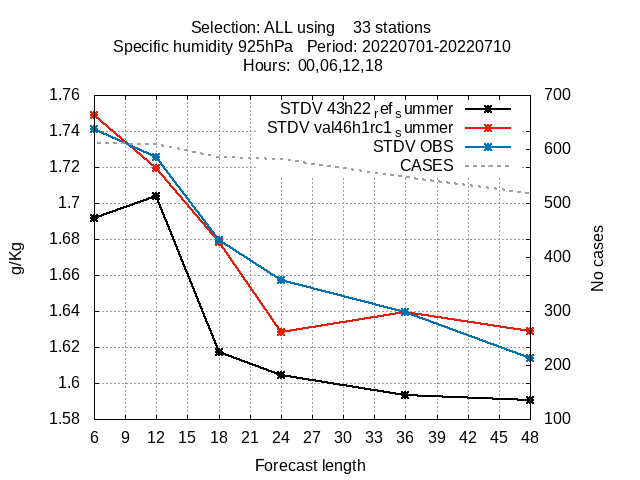 Selection: ALL using    33 stations
Specific humidity 925hPa   Period: 20220701-20220710
Hours: 00,06,12,18
1.76
1.74
1.72
1.7
1.68
1.66
1.64
1.62
1.6
1.58
g/Kg
STDV 43h22_ref_summer
STDV val46h1rc1_summer
STDV OBS
CASES
700
600
500
400
300
200
100
No cases
6 9 12 15 18 21 24 27 30 33 36 39 42 45 48
Forecast length